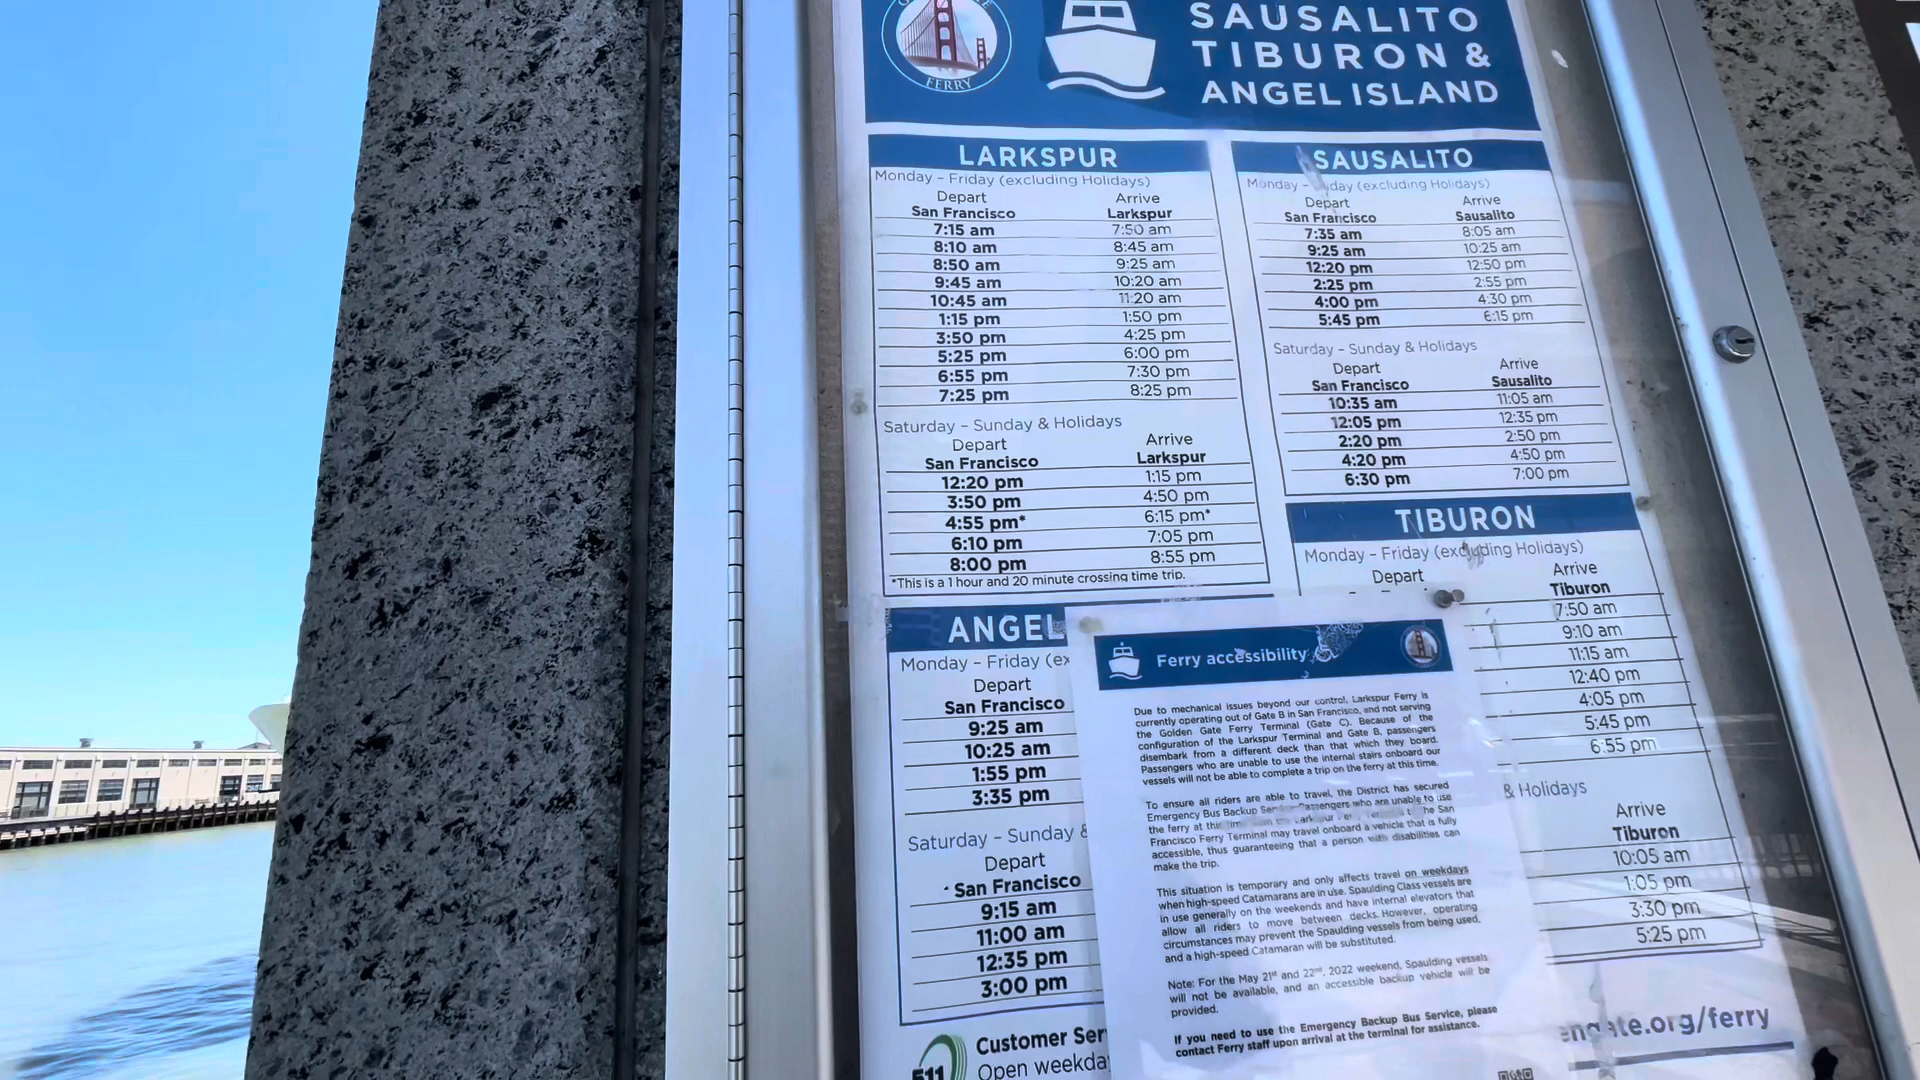 FERRY
SAUSALITO
TIBURON &
ANGEL ISLAND
LARKSPUR
Monday – Friday (excluding Holidays)
Depart Arrive
San Francisco Larkspur
7:15 am 7:50 am
8:10 am 8:45 am
8:50 am 9:25 am
9:45 am 10:20 am
10:45 am 11:20 am
1:15 pm 1:50 pm
3:50 pm 4:25 pm
5:25 pm 6:00 pm
6:55 pm 7:30 pm
7:25 pm 8:25 pm
Saturday – Sunday & Holidays
Depart Arrive
San Francisco Larkspur
12:20 pm 1:15 pm
3:50 pm 4:50 pm
4:55 pm* 6:15 pm*
6:10 pm 7:05 pm
8:00 pm 8:55 pm
*This is a 1 hour and 20 minute crossing time trip.
SAUSALITO
Monday – day (excluding Holidays)
Depart Arrive
San Francisco Sausalito
7:35 am 8:05 am
9:25 am 10:25 am
12:20 pm 12:50 pm
2:25 pm 2:55 pm
4:00 pm 4:30 pm
5:45 pm 6:15 pm
Saturday – Sunday & Holidays
Depart Arrive
San Francisco Sausalito
10:35 am 11:05 am
12:05 pm 12:35 pm
2:20 pm 2:50 pm
4:20 pm 4:50 pm
6:30 pm 7:00 pm
TIBURON
Monday – Friday (excluding Holidays)
Depart Arrive
Tiburon
7:50 am
9:10 am
11:15 am
12:40 pm
4:05 pm
5:45 pm
6:55 pm
& Holidays
Arrive
Tiburon
10:05 am
1:05 pm
3:30 pm
5:25 pm
ANGEL
Monday – Friday (ex
Depart
San Francisco
9:25 am
10:25 am
1:55 pm
3:35 pm
Saturday – Sunday &
Depart
San Francisco
9:15 am
11:00 am
12:35 pm
3:00 pm
511
Customer Ser
Open weekda
Ferry accessibility
Due to mechanical issues beyond our control, Larkspur Ferry is
currently operating out of Gate B in San Francisco, and not serving
the Golden Gate Ferry Terminal (Gate C). Because of the
configuration of the Larkspur Terminal and Gate B, passengers
disembark from a different deck than that which they board.
Passengers who are unable to use the internal stairs onboard our
vessels will not be able to complete a trip on the ferry at this time.
To ensure all riders are able to travel, the District has secured
Emergency Bus Backup Passengers who are unable to use
the ferry at this the San
Francisco Ferry Terminal may travel onboard a vehicle that is fully
accessible, thus guaranteeing that a person with disabilities can
make the trip.
This situation is temporary and only affects travel on weekdays
when high-speed Catamarans are in use. Spaulding Class vessels are
in use generally on the weekends and have internal elevators that
allow all riders to move between decks. However, operating
circumstances may prevent the Spaulding vessels from being used,
and a high-speed Catamaran will be substituted.
Note: For the May 21st and 22nd, 2022 weekend, Spaulding vessels
will not be available, and an accessible backup vehicle will be
provided.
If you need to use the Emergency Backup Bus Service, please
contact Ferry staff upon arrival at the terminal for assistance.
engate.org/ferry